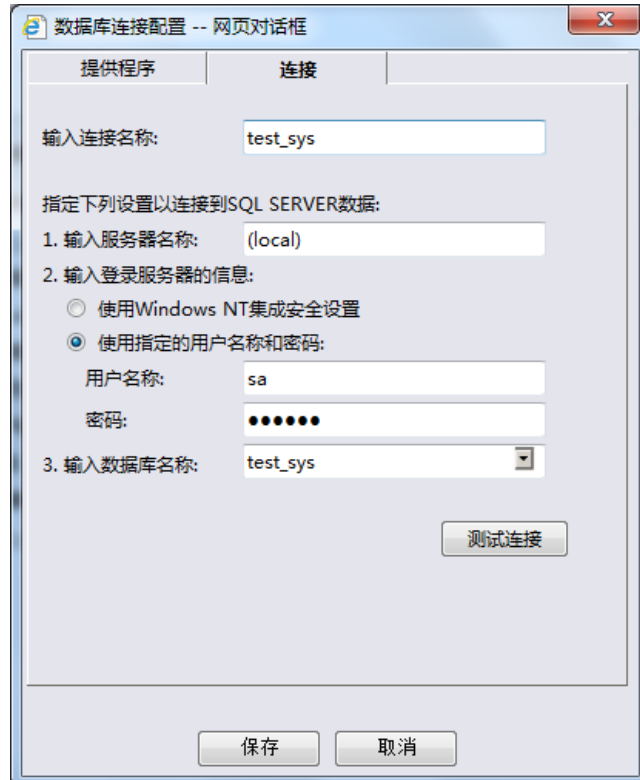 数据库连接配置 -- 网页对话框
提供程序 连接
输入连接名称: test_sys
指定下列设置以连接到SQL SERVER数据:
1. 输入服务器名称: (local)
2. 输入登录服务器的信息:
使用Windows NT集成安全设置
使用指定的用户名称和密码:
用户名称: sa
密码: ●●●●●●
3. 输入数据库名称: test_sys
测试连接
保存 取消